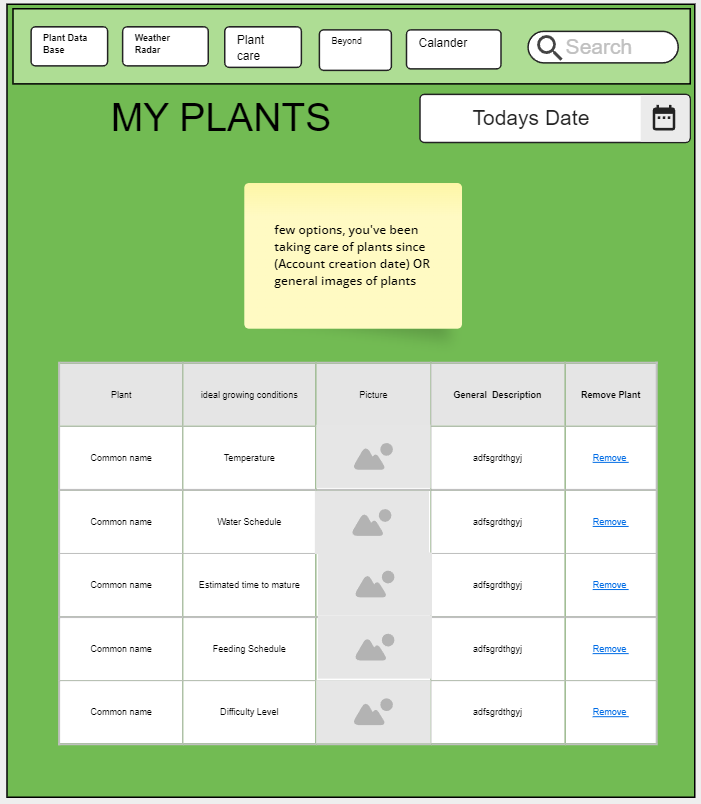 Plant Data
Base
Weather
Radar
Plant
care
Beyond
Calander
Search
MY PLANTS
Todays Date
few options, you've been
taking care of plants since
(Account creation date) OR
general images of plants
Plant
ideal growing conditions
Picture
General Description
Remove Plant
Common name
Temperature
adfsgrdthgyj
Remove
Common name
Water Schedule
adfsgrdthgyj
Remove
Common name
Estimated time to mature
adfsgrdthgyj
Remove
Common name
Feeding Schedule
adfsgrdthgyj
Remove
Common name
Difficulty Level
adfsgrdthgyj
Remove